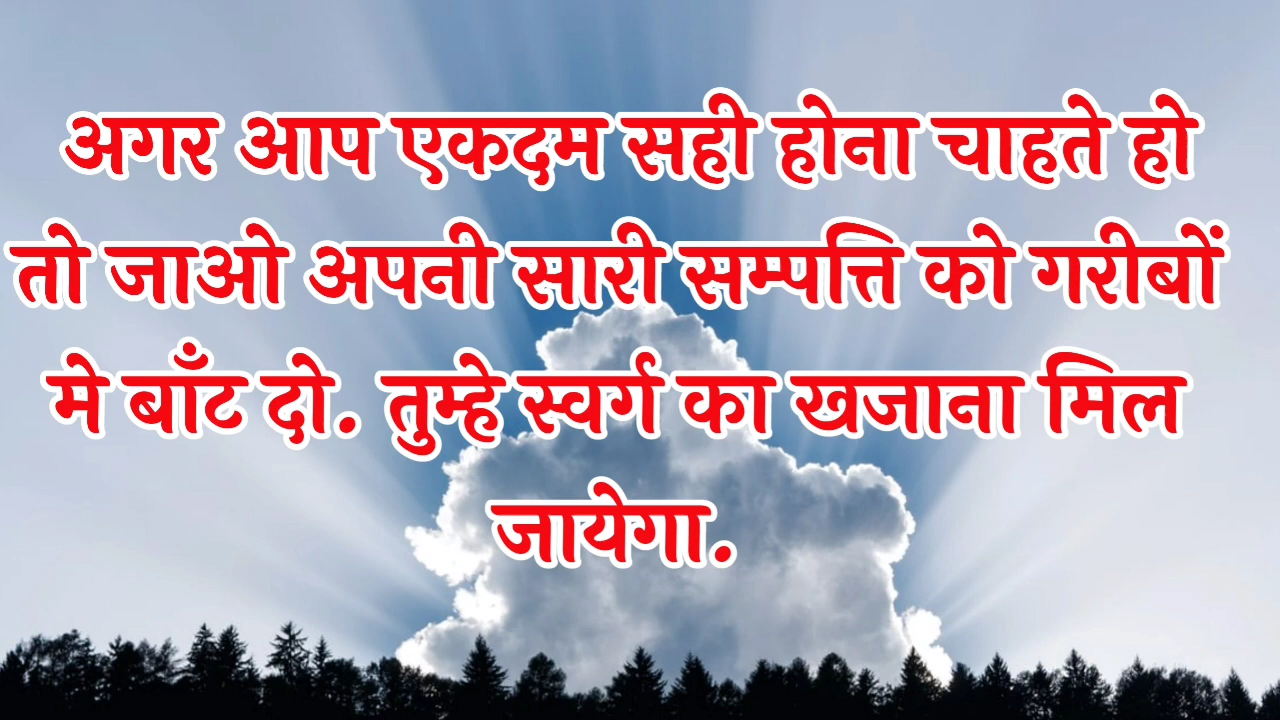 अगर आप एकदम सही होना चाहते हो
तो जाओ अपनी सारी सम्पत्ति को गरीबों
मे बाँट दो. तुम्हे स्वर्ग का खजाना मिल
जायेगा.